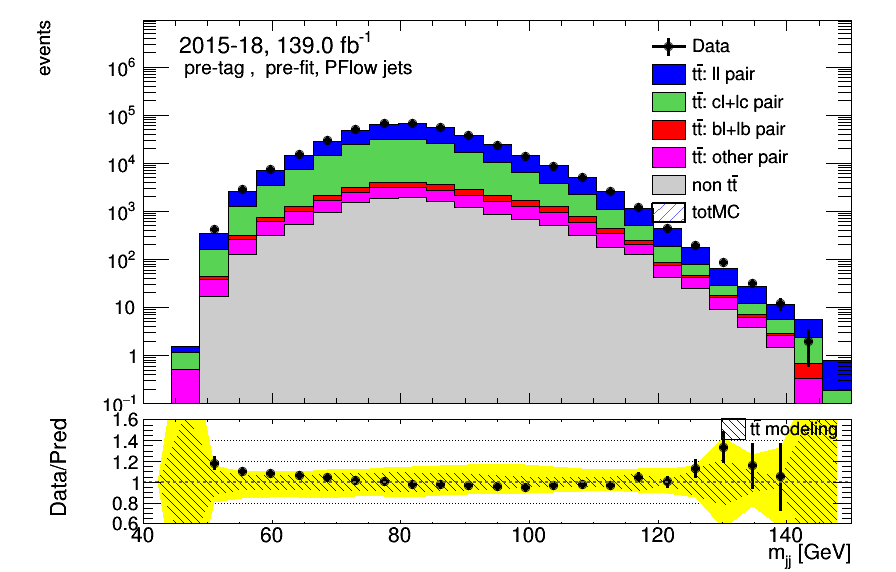 events
2015-18, 139.0 fb⁻¹
pre-tag , pre-fit, PFlow jets
Data
tt̄: ll pair
tt̄: cl+lc pair
tt̄: bl+lb pair
tt̄: other pair
non tt̄
totMC
10⁶
10⁵
10⁴
10³
10²
10
1
10⁻¹
Data/Pred
tt̄ modeling
1.6
1.4
1.2
1
0.8
0.6
40 60 80 100 120 140
m_jj [GeV]